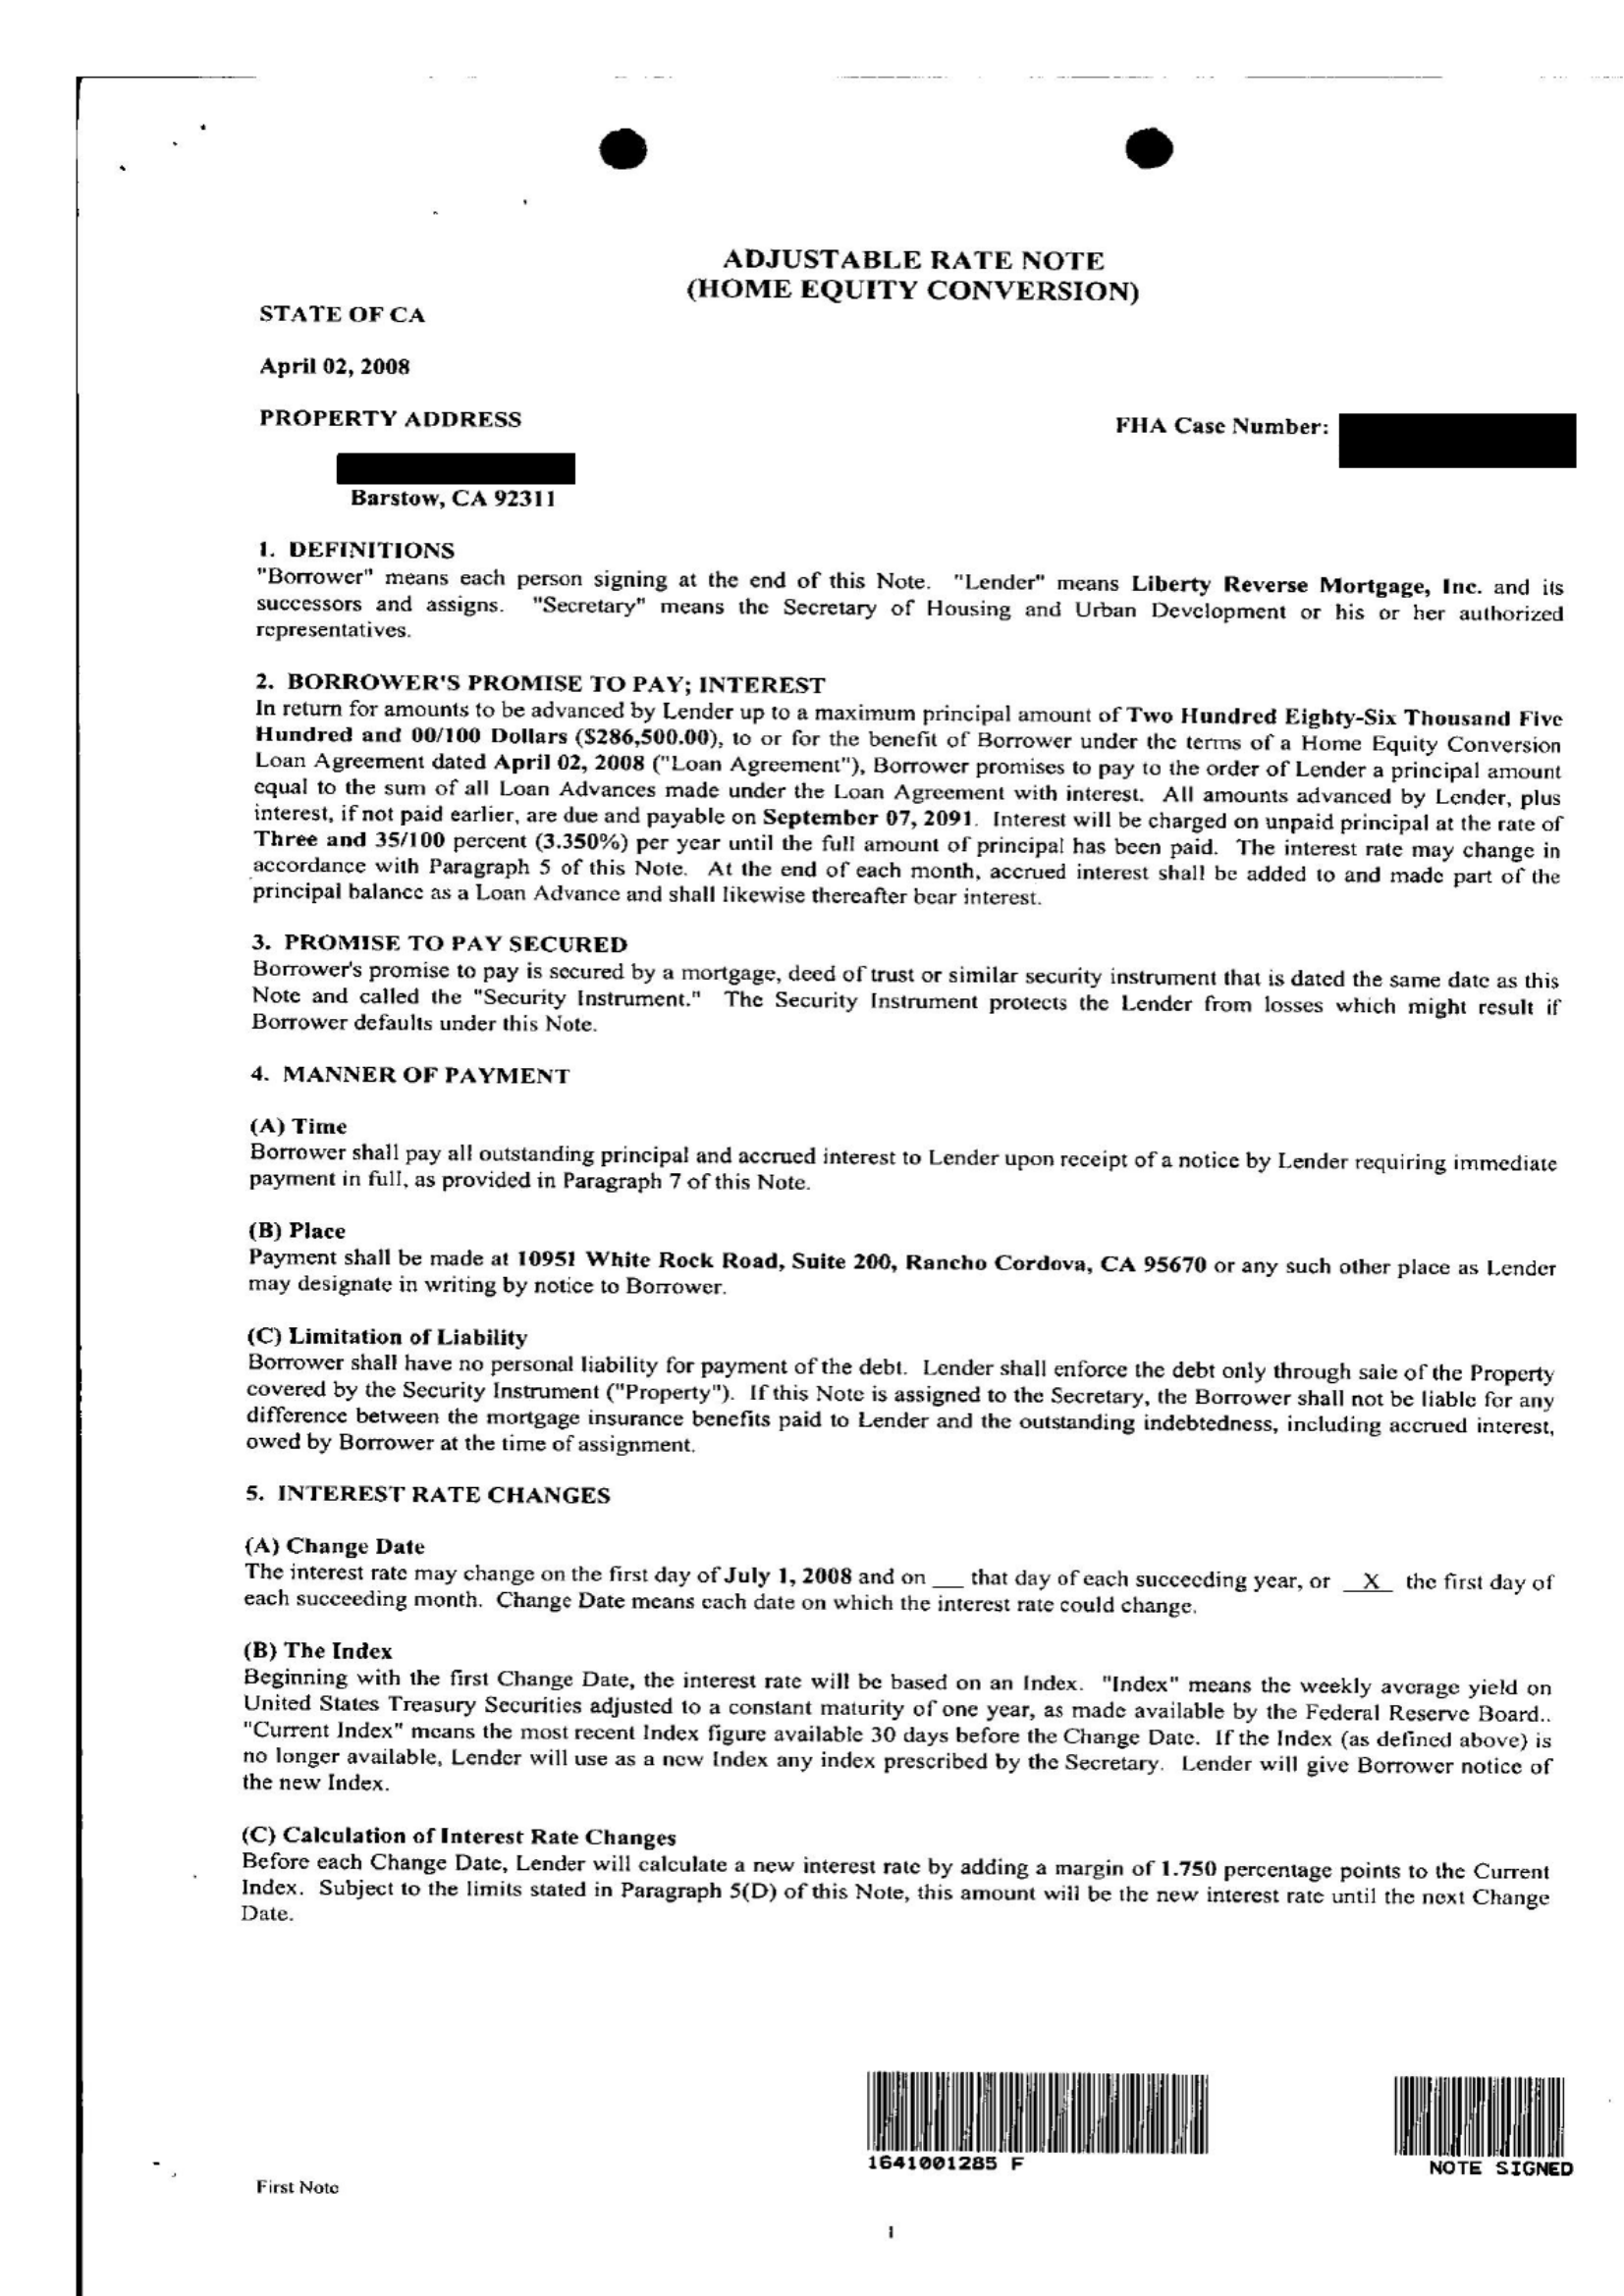 ADJUSTABLE RATE NOTE
(HOME EQUITY CONVERSION)
STATE OF CA
April 02, 2008
PROPERTY ADDRESS
FHA Case Number:
Barstow, CA 92311
1. DEFINITIONS
"Borrower" means each person signing at the end of this Note. "Lender" means Liberty Reverse Mortgage, Inc. and its
successors and assigns. "Secretary" means the Secretary of Housing and Urban Development or his or her authorized
representatives.
2. BORROWER'S PROMISE TO PAY; INTEREST
In return for amounts to be advanced by Lender up to a maximum principal amount of Two Hundred Eighty-Six Thousand Five
Hundred and 00/100 Dollars ($286,500.00), to or for the benefit of Borrower under the terms of a Home Equity Conversion
Loan Agreement dated April 02, 2008 ("Loan Agreement"), Borrower promises to pay to the order of Lender a principal amount
equal to the sum of all Loan Advances made under the Loan Agreement with interest. All amounts advanced by Lender, plus
interest, if not paid earlier, are due and payable on September 07, 2091. Interest will be charged on unpaid principal at the rate of
Three and 35/100 percent (3.350%) per year until the full amount of principal has been paid. The interest rate may change in
accordance with Paragraph 5 of this Note. At the end of each month, accrued interest shall be added to and made part of the
principal balance as a Loan Advance and shall likewise thereafter bear interest.
3. PROMISE TO PAY SECURED
Borrower's promise to pay is secured by a mortgage, deed of trust or similar security instrument that is dated the same date as this
Note and called the "Security Instrument." The Security Instrument protects the Lender from losses which might result if
Borrower defaults under this Note.
4. MANNER OF PAYMENT
(A) Time
Borrower shall pay all outstanding principal and accrued interest to Lender upon receipt of a notice by Lender requiring immediate
payment in full, as provided in Paragraph 7 of this Note.
(B) Place
Payment shall be made at 10951 White Rock Road, Suite 200, Rancho Cordova, CA 95670 or any such other place as Lender
may designate in writing by notice to Borrower.
(C) Limitation of Liability
Borrower shall have no personal liability for payment of the debt. Lender shall enforce the debt only through sale of the Property
covered by the Security Instrument ("Property"). If this Note is assigned to the Secretary, the Borrower shall not be liable for any
difference between the mortgage insurance benefits paid to Lender and the outstanding indebtedness, including accrued interest,
owed by Borrower at the time of assignment.
5. INTEREST RATE CHANGES
(A) Change Date
The interest rate may change on the first day of July 1, 2008 and on ___ that day of each succeeding year, or _X_ the first day of
each succeeding month. Change Date means each date on which the interest rate could change.
(B) The Index
Beginning with the first Change Date, the interest rate will be based on an Index. "Index" means the weekly average yield on
United States Treasury Securities adjusted to a constant maturity of one year, as made available by the Federal Reserve Board..
"Current Index" means the most recent Index figure available 30 days before the Change Date. If the Index (as defined above) is
no longer available, Lender will use as a new Index any index prescribed by the Secretary. Lender will give Borrower notice of
the new Index.
(C) Calculation of Interest Rate Changes
Before each Change Date, Lender will calculate a new interest rate by adding a margin of 1.750 percentage points to the Current
Index. Subject to the limits stated in Paragraph 5(D) of this Note, this amount will be the new interest rate until the next Change
Date.
1641001285 F
NOTE SIGNED
First Note
1